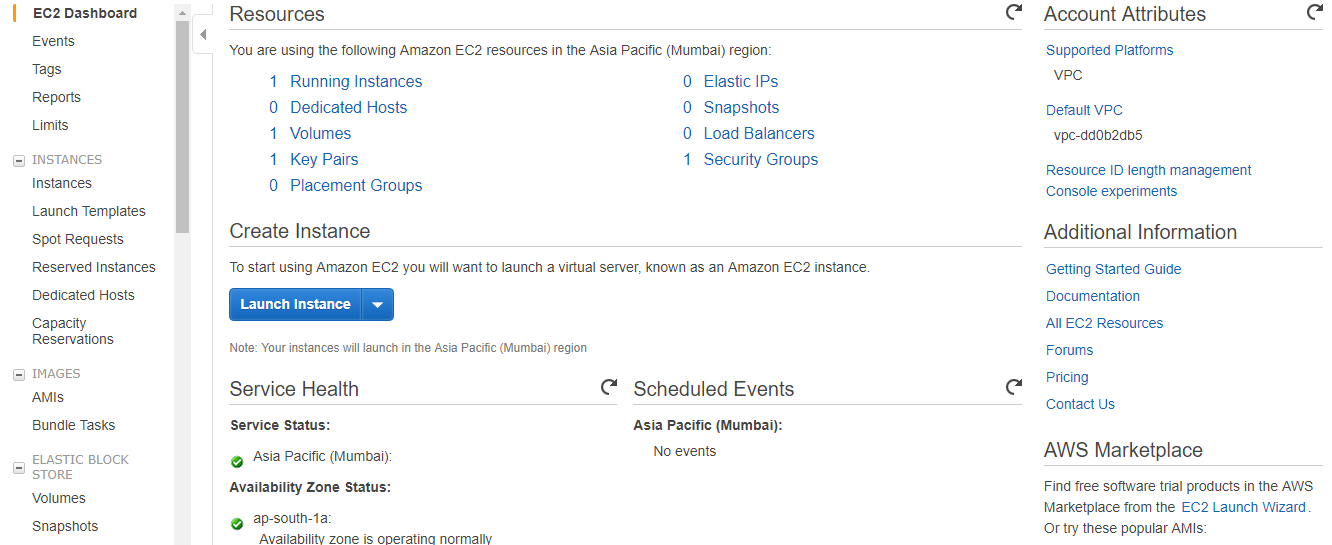 EC2 Dashboard
Events
Tags
Reports
Limits
INSTANCES
Instances
Launch Templates
Spot Requests
Reserved Instances
Dedicated Hosts
Capacity
Reservations
IMAGES
AMIs
Bundle Tasks
ELASTIC BLOCK
STORE
Volumes
Snapshots
Resources
You are using the following Amazon EC2 resources in the Asia Pacific (Mumbai) region:
1 Running Instances
0 Dedicated Hosts
1 Volumes
1 Key Pairs
0 Placement Groups
0 Elastic IPs
0 Snapshots
0 Load Balancers
1 Security Groups
Create Instance
To start using Amazon EC2 you will want to launch a virtual server, known as an Amazon EC2 instance.
Launch Instance
Note: Your instances will launch in the Asia Pacific (Mumbai) region
Service Health
Service Status:
Asia Pacific (Mumbai):
Availability Zone Status:
ap-south-1a:
Availability zone is operating normally
Scheduled Events
Asia Pacific (Mumbai):
No events
Account Attributes
Supported Platforms
VPC
Default VPC
vpc-dd0b2db5
Resource ID length management
Console experiments
Additional Information
Getting Started Guide
Documentation
All EC2 Resources
Forums
Pricing
Contact Us
AWS Marketplace
Find free software trial products in the AWS
Marketplace from the EC2 Launch Wizard.
Or try these popular AMIs: